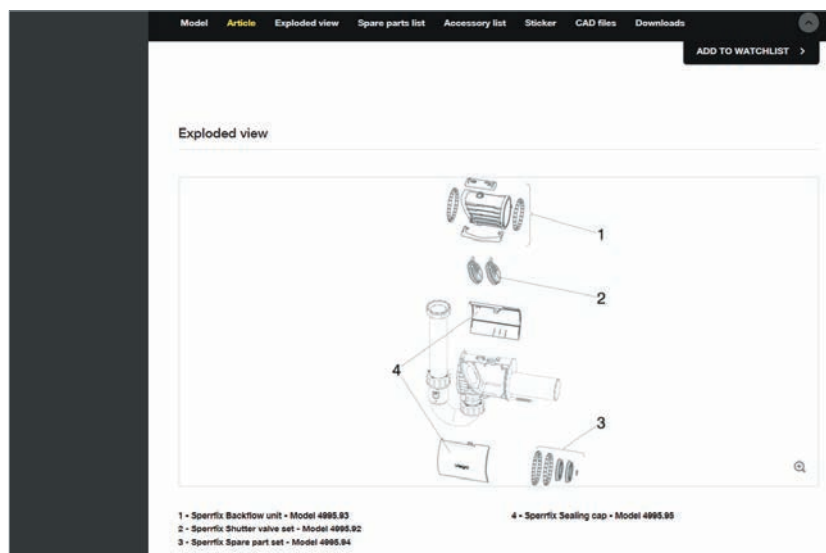 Model Article Exploded view Spare parts list Accessory list Sticker CAD files Downloads
ADD TO WATCHLIST >
Exploded view
1
2
4
3
1 - Sperrfix Backflow unit - Model 4995.93
2 - Sperrfix Shutter valve set - Model 4995.92
3 - Sperrfix Spare part set - Model 4995.94
4 - Sperrfix Sealing cap - Model 4995.95